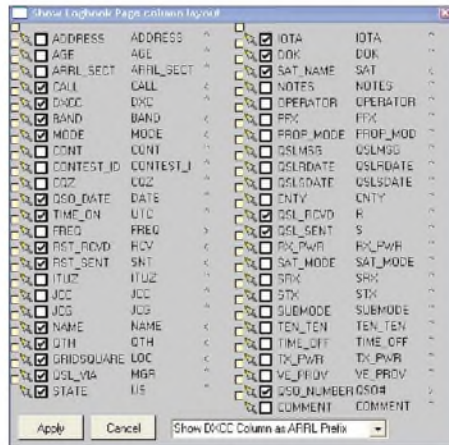 Show Logbook Page column layout
ADDRESS ADDRESS ^
AGE AGE ^
ARRL_SECT ARRL_SECT ^
CALL CALL <
DXCC DXC <
BAND BAND <
MODE MODE <
CONT CONT ^
CONTEST_ID CONTEST_I ^
CQZ CQZ ^
QSO_DATE DATE ^
TIME_ON UTC ^
FREQ FREQ >
RST_RCVD RCV <
RST_SENT SNT <
ITUZ ITUZ ^
JCC JCC ^
JCG JCG ^
NAME NAME <
QTH QTH <
GRIDSQUARE LOC <
QSL_VIA MGR <
STATE US ^
IOTA IOTA ^
DOK DOK ^
SAT_NAME SAT <
NOTES NOTES ^
OPERATOR OPERATOR ^
PFX PFX ^
PROP_MODE PROP_MOD ^
QSLMSG QSLMSG ^
QSLRDATE QSLRDATE ^
QSLSDATE QSLSDATE ^
CNTY CNTY ^
QSL_RCVD R ^
QSL_SENT S ^
RX_PWR RX_PWR ^
SAT_MODE SAT_MODE ^
SRX SRX ^
STX STX ^
SUBMODE SUBMODE ^
TEN_TEN TEN_TEN ^
TIME_OFF TIME_OFF ^
TX_PWR TX_PWR ^
VE_PROV VE_PROV ^
QSO_NUMBER QSO# >
COMMENT COMMENT ^
Apply Cancel Show DXCC Column as ARRL Prefix